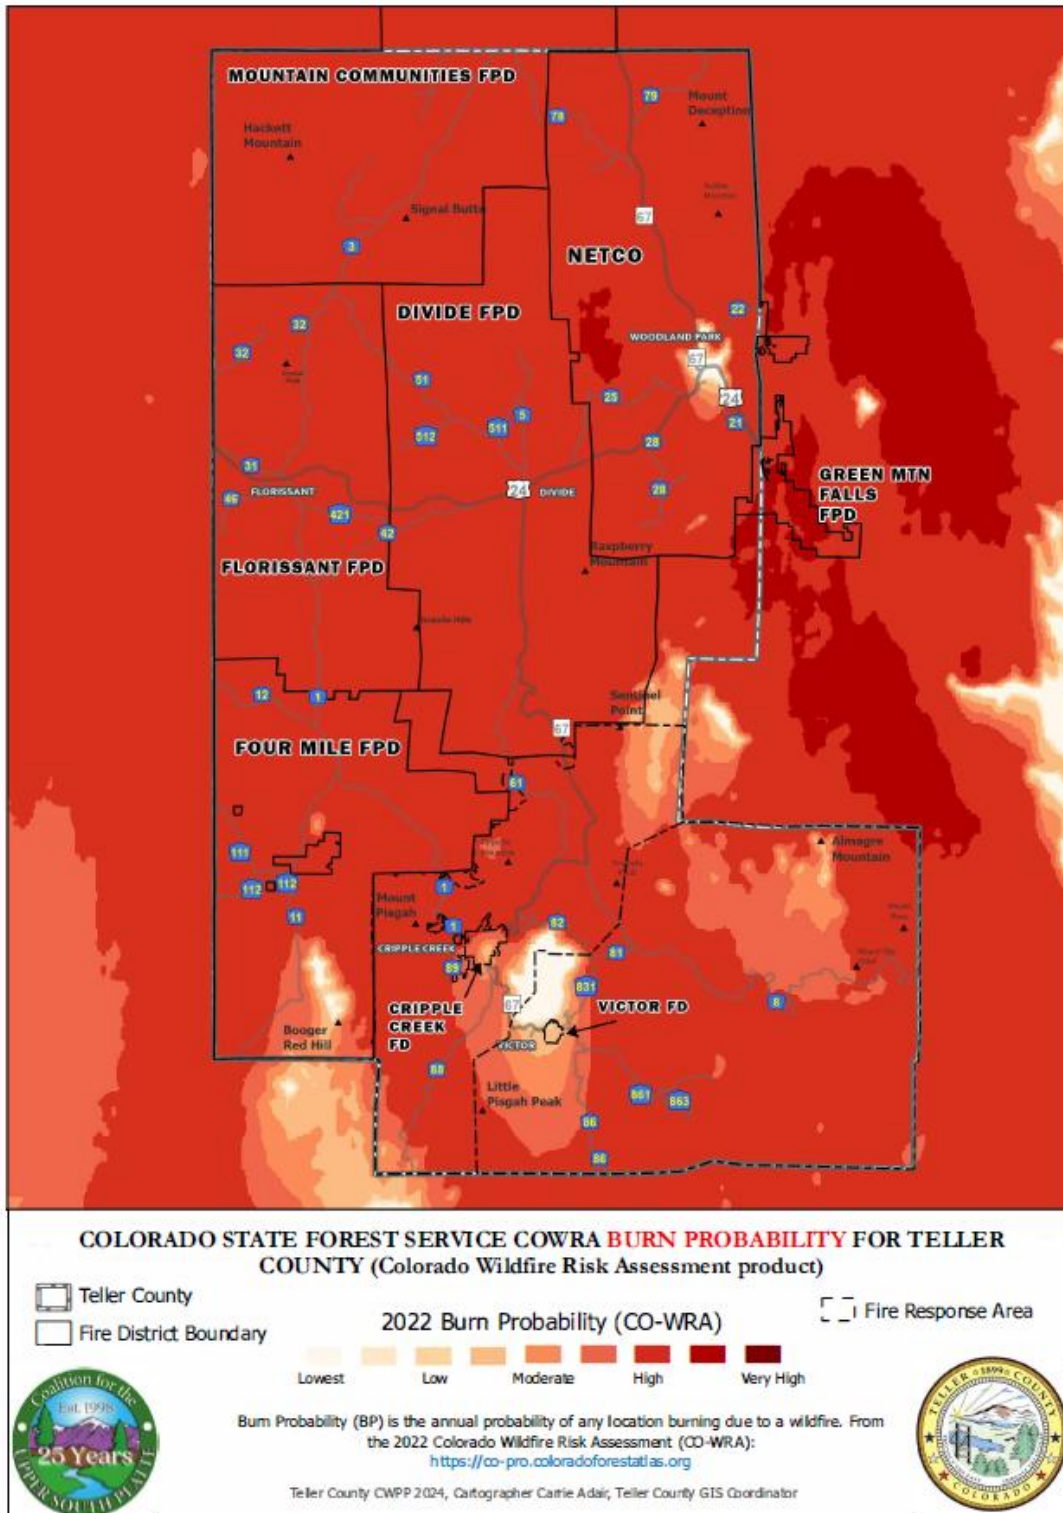 MOUNTAIN COMMUNITIES FPD
79
Mount
Deception
78
Hackett
Mountain
Signal Butte
67
3
NETCO
DIVIDE FPD
22
32
WOODLAND PARK
32
67
51
25
24
5
21
512
511
28
31
GREEN MTN
FALLS
FPD
FLORISSANT
46
24
DIVIDE
28
421
42
Raspberry
Mountain
FLORISSANT FPD
12
1
Sentinel
Point
67
FOUR MILE FPD
61
Almagre
Mountain
111
112
112
1
Mount
Pisgah
11
1
82
CRIPPLE CREEK
81
89
831
8
67
CRIPPLE
CREEK
FD
VICTOR FD
Booger
Red Hill
VICTOR
88
Little
Pisgah Peak
861
863
86
86
COLORADO STATE FOREST SERVICE COWRA BURN PROBABILITY FOR TELLER
COUNTY (Colorado Wildfire Risk Assessment product)
Teller County
Fire District Boundary
2022 Burn Probability (CO-WRA)
Fire Response Area
Lowest Low Moderate High Very High
Burn Probability (BP) is the annual probability of any location burning due to a wildfire. From
the 2022 Colorado Wildfire Risk Assessment (CO-WRA):
https://co-pro.coloradoforestatlas.org
Teller County CWPP 2024, Cartographer Carrie Adair, Teller County GIS Coordinator
Coalition for the
Est. 1998
25 Years
UPPER SOUTH PLATTE
TELLER COUNTY
1899
COLORADO